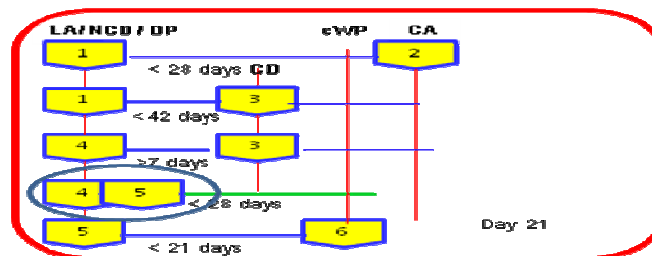 LA/NCD/DP cWP CA
1 2
< 28 days CD
1 3
< 42 days
4 3
>7 days
4 5
< 28 days
5 6
Day 21
< 21 days